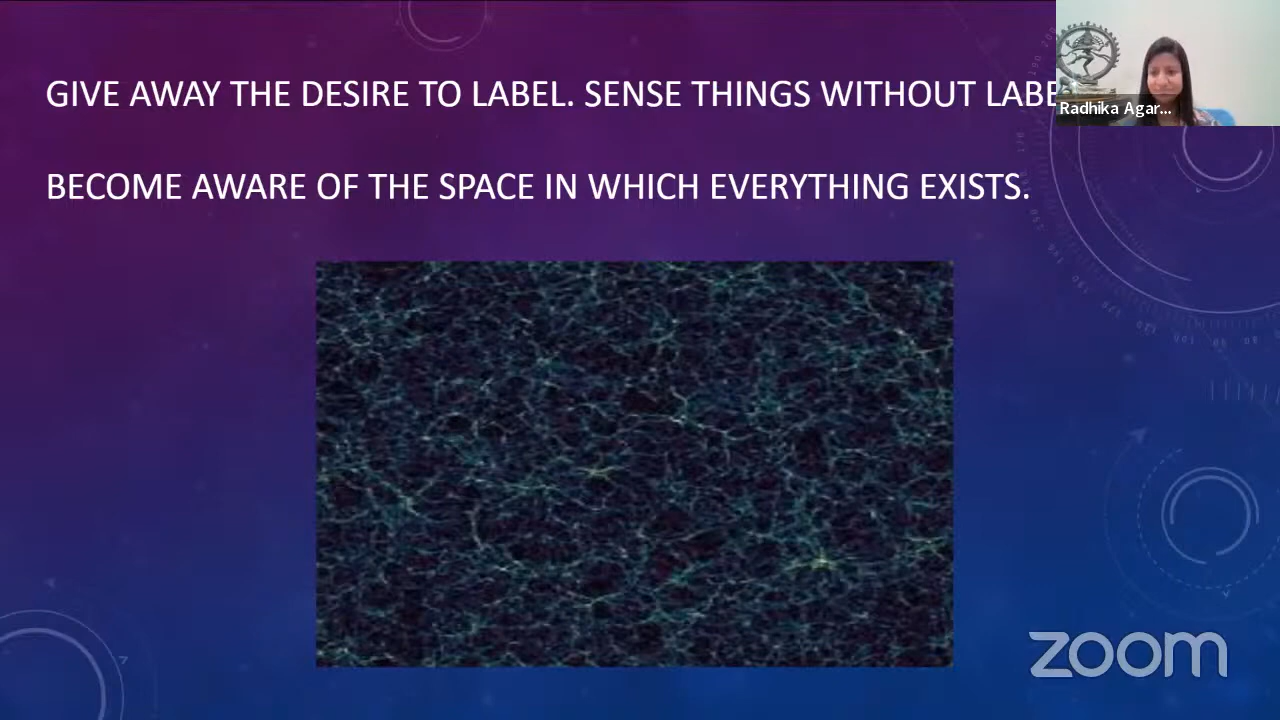 GIVE AWAY THE DESIRE TO LABEL. SENSE THINGS WITHOUT
BECOME AWARE OF THE SPACE IN WHICH EVERYTHING EXISTS.
Radhika Agar...
zoom